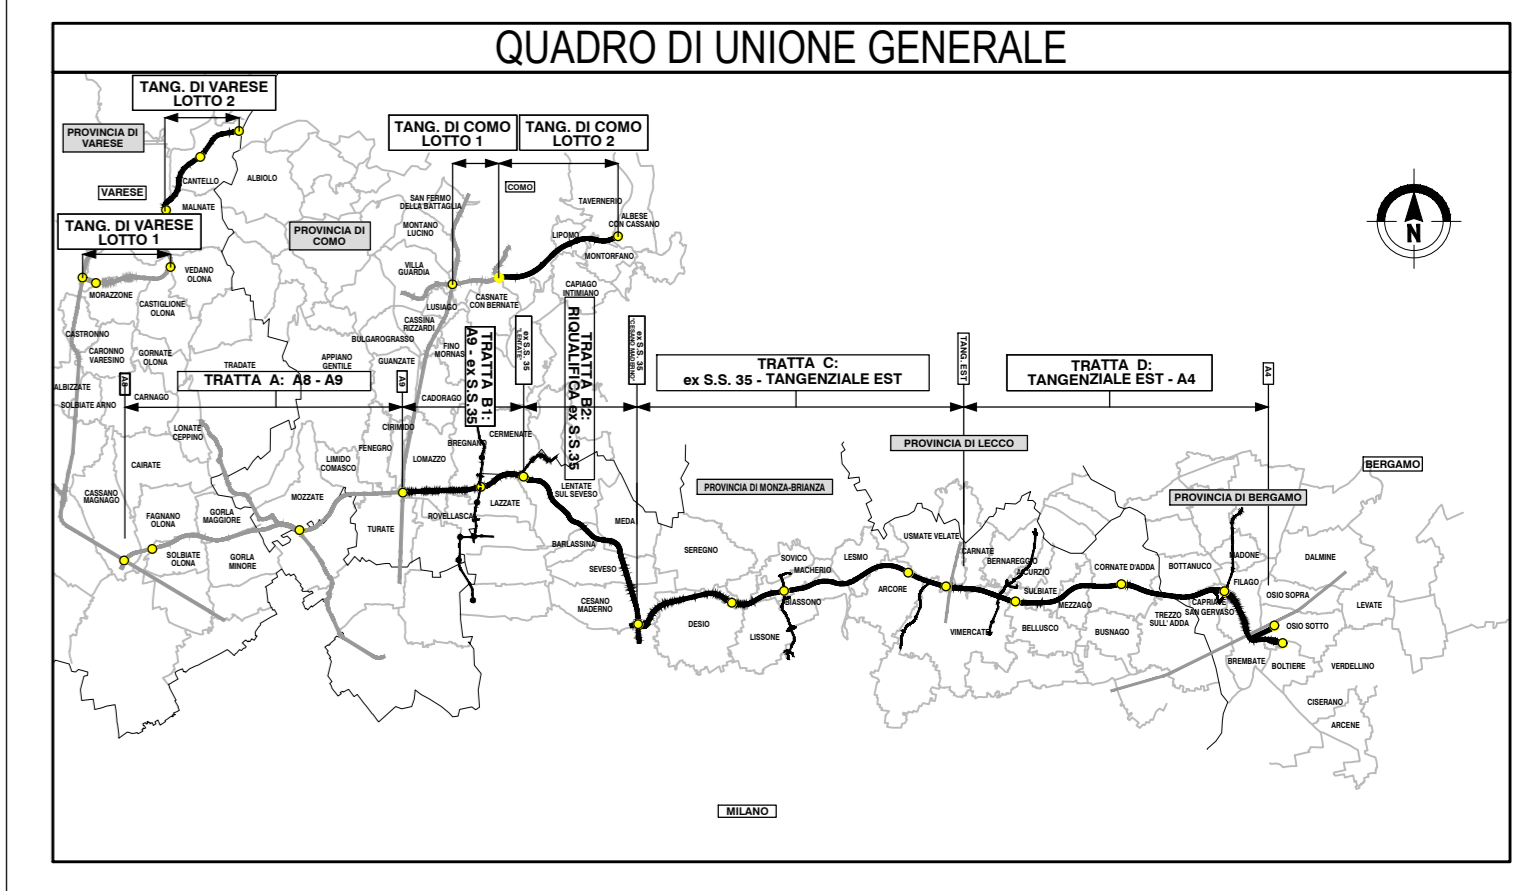 QUADRO DI UNIONE GENERALE
TANG. DI VARESE
LOTTO 2
PROVINCIA DI
VARESE
TANG. DI COMO
LOTTO 1
TANG. DI COMO
LOTTO 2
VARESE
CANTELLO
ALBIOLO
MALNATE
COMO
SAN FERMO
DELLA BATTAGLIA
TAVERNERIO
ALBESE
CON CASSANO
TANG. DI VARESE
LOTTO 1
PROVINCIA DI
COMO
MONTANO
LUCINO
LIPOMO
MONTORFANO
N
VEDANO
OLONA
VILLA
GUARDIA
MORAZZONE
CASTIGLIONE
OLONA
LUSIAGO
CASNATE
CON BERNATE
CAPIAGO
INTIMIANO
CASTRONNO
CASSINA
RIZZARDI
BULGAROGRASSO
CARONNO
VARESINO
GORNATE
OLONA
TRADATE
APPIANO
GENTILE
GUANZATE
FINO
MORNAS
TRATTA B1:
A9 - ex S.S.35
ex S.S. 35
"LENTATE"
TRATTA B2:
RIQUALIFICA ex S.S.35
ex S.S. 35
"CESANO MADERNO"
TRATTA C:
ex S.S. 35 - TANGENZIALE EST
TANG. EST
TRATTA D:
TANGENZIALE EST - A4
A4
ALBIZZATE
A8
TRATTA A: A8 - A9
A9
SOLBIATE ARNO
CARNAGO
CADORAGO
LONATE
CEPPINO
CIRIMIDO
FENEGRO
BREGNANO
CERMENATE
PROVINCIA DI LECCO
CAIRATE
LIMIDO
COMASCO
LOMAZZO
BERGAMO
CASSANO
MAGNAGO
MOZZATE
LAZZATE
LENTATE
SUL SEVESO
PROVINCIA DI MONZA-BRIANZA
PROVINCIA DI BERGAMO
FAGNANO
OLONA
GORLA
MAGGIORE
TURATE
ROVELLASCA
MEDA
SOLBIATE
OLONA
GORLA
MINORE
BARLASSINA
SEVESO
SEREGNO
SOVICO
MACHERIO
LESMO
USMATE VELATE
CARNATE
BERNAREGGIO
AICURZIO
CORNATE D'ADDA
BOTTANUCO
MADONE
DALMINE
FILAGO
CESANO
MADERNO
BIASSONO
ARCORE
SULBIATE
MEZZAGO
CAPRIATE
SAN GERVASO
OSIO SOPRA
LEVATE
DESIO
LISSONE
VIMERCATE
BELLUSCO
BUSNAGO
TREZZO
SULL' ADDA
OSIO SOTTO
BREMBATE
BOLTIERE
VERDELLINO
CISERANO
ARCENE
MILANO